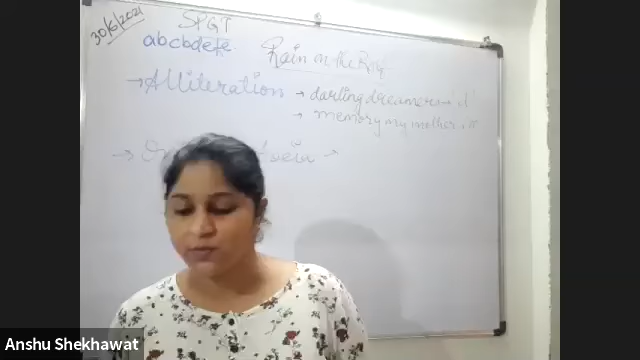 30/6/2021
SPGT
abcbdefe
Rain on the Roof
→ Alliteration → darling dreamers → 'd'
→ memory my mother 'm'
→ →
Anshu Shekhawat